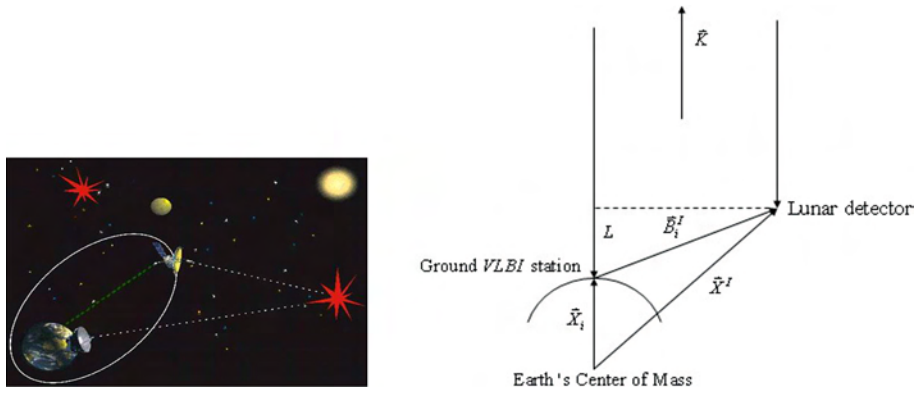 K⃗
Lunar detector
L
B⃗ᵢᴵ
Ground VLBI station
X⃗ᴵ
X⃗ᵢ
Earth's Center of Mass